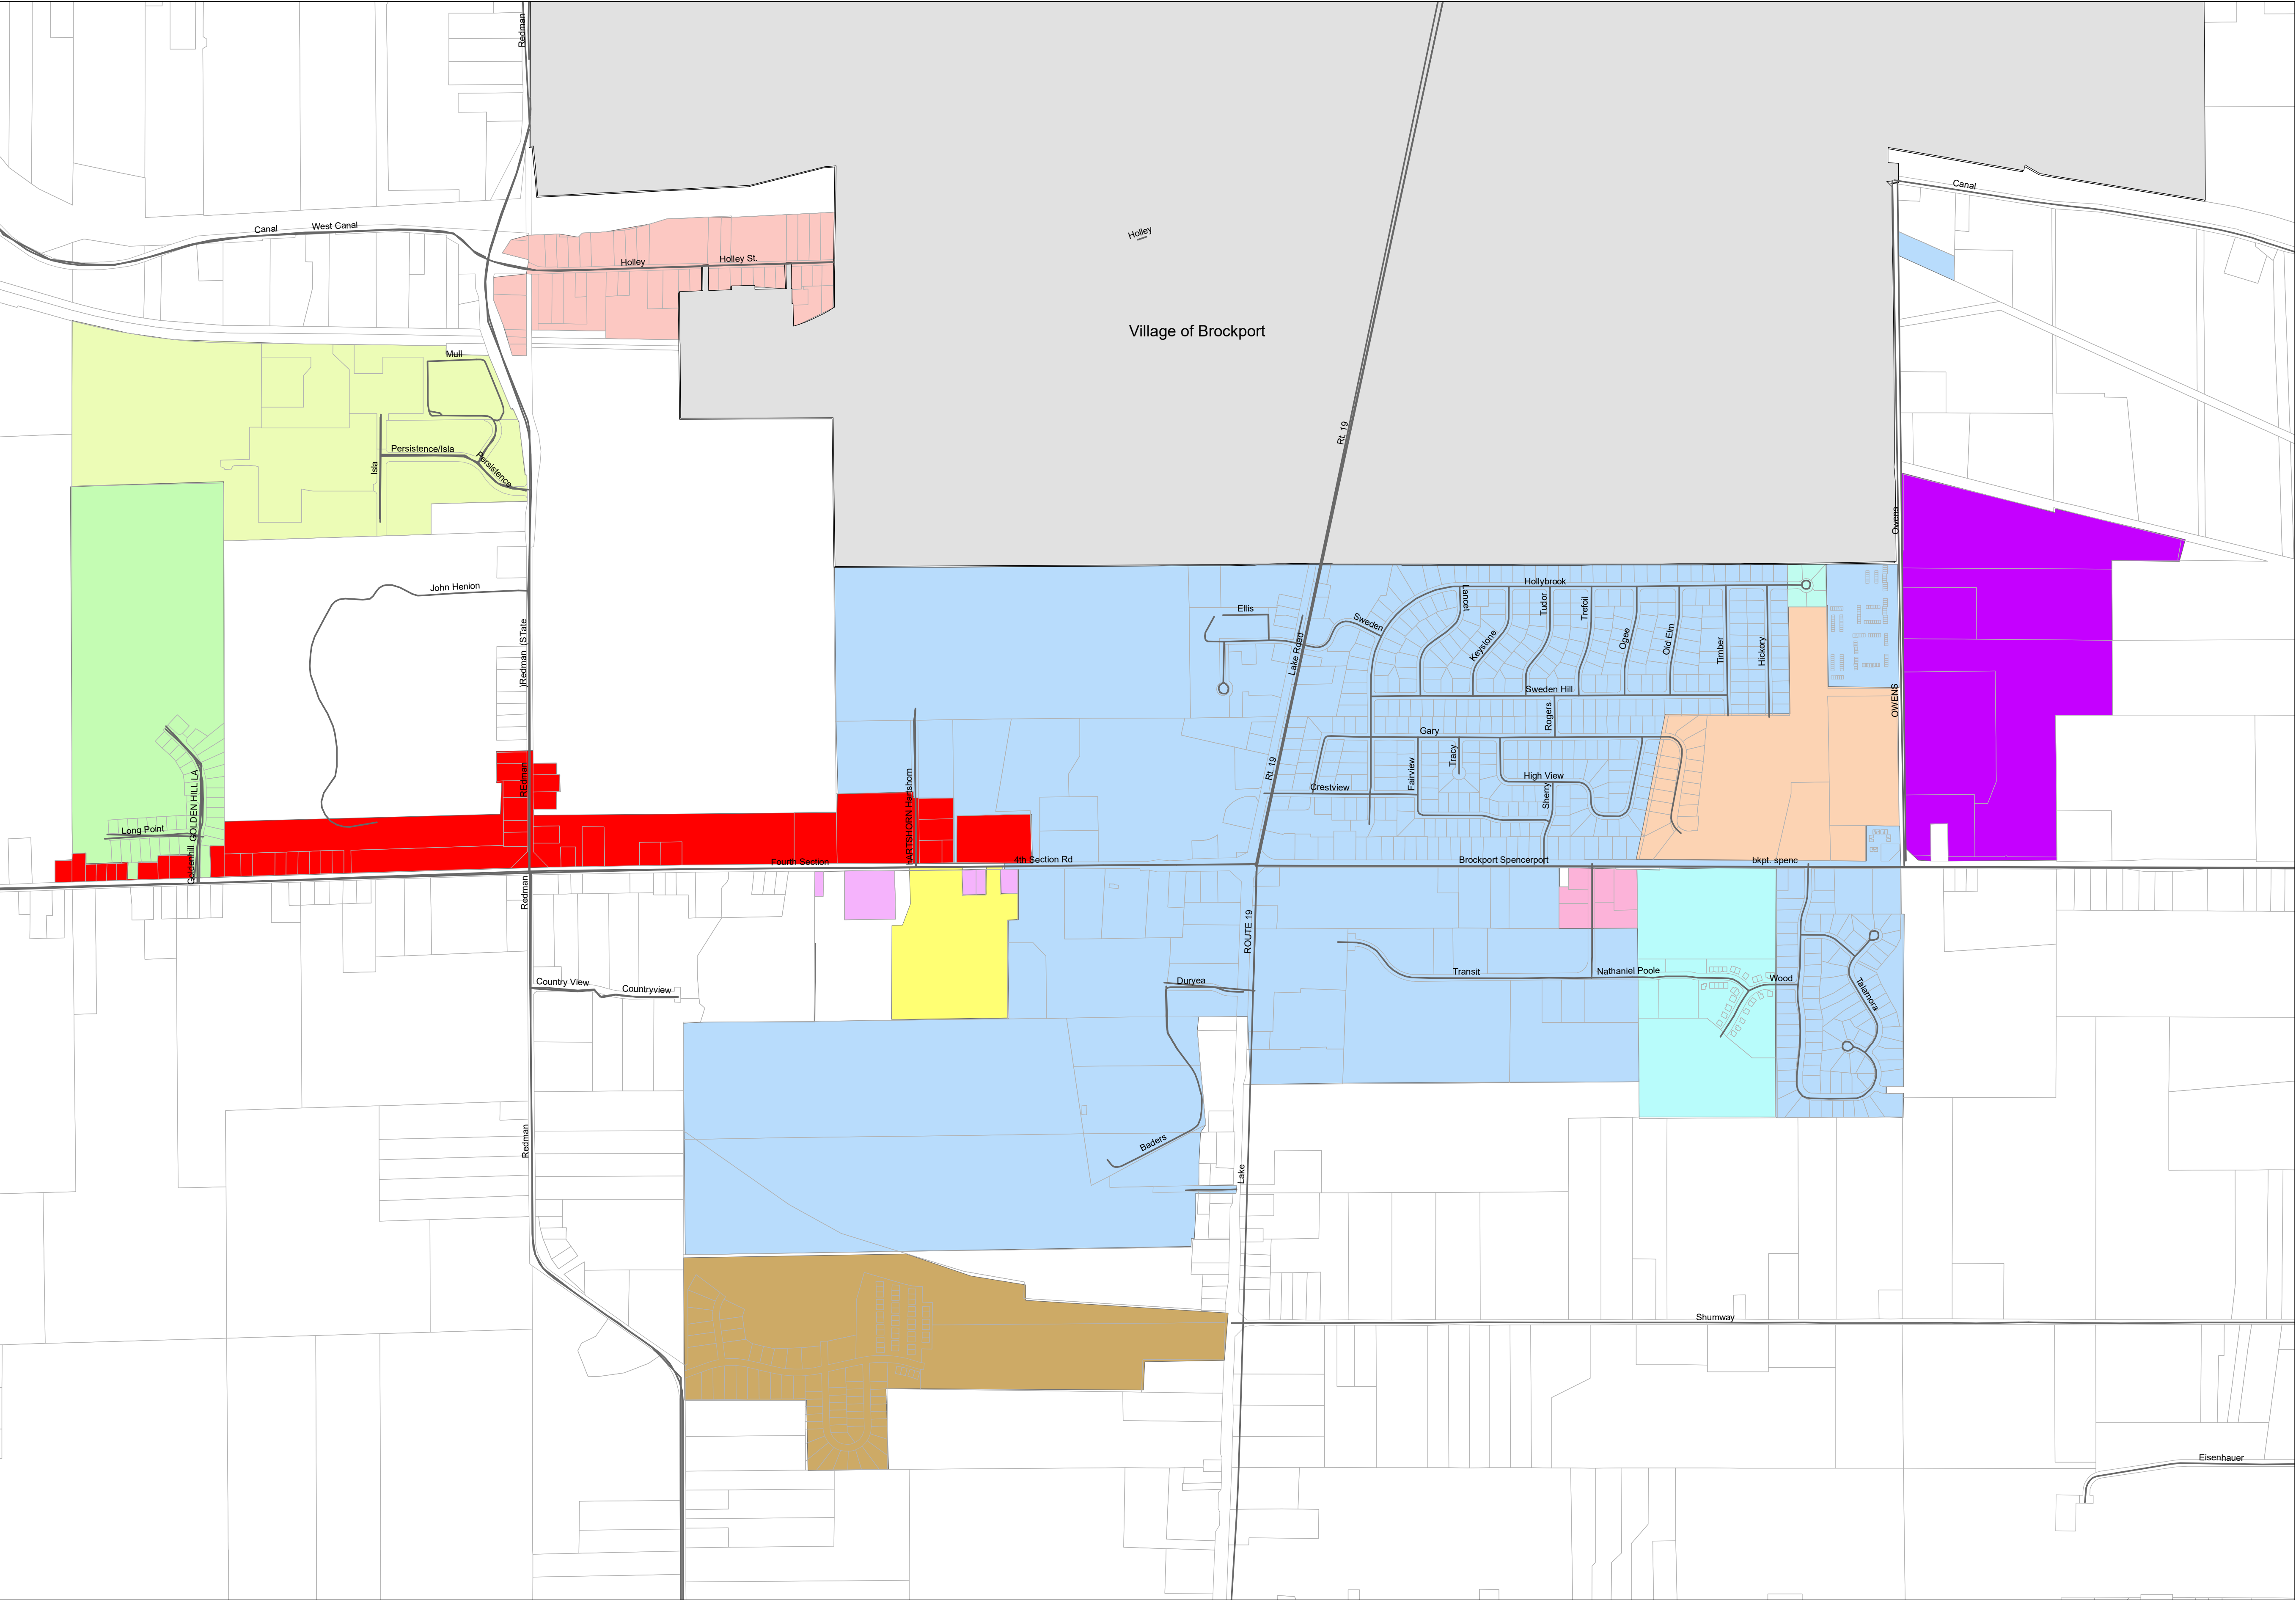 Redman
Canal
Canal
West Canal
Holley
Holley
Holley St.
Village of Brockport
Mull
Rt. 19
Persistence/Isla
Persistence
Isla
Owens
Hollybrook
John Henion
Lancet
Tudor
Trefoil
Ellis
Sweden
)Redman (STate
Keystone
Ogee
Old Elm
Timber
Hickory
Lake Road
Sweden Hill
OWENS
Rogers
Gary
Tracy
Rt. 19
Fairview
High View
REdman
Crestview
Sherry
hARTSHORN Hartshorn
GOLDEN HILL LA
Long Point
Goldenhill
Fourth Section
4th Section Rd
Brockport Spencerport
bkpt. spenc
Redman
ROUTE 19
Country View
Countryview
Duryea
Transit
Nathaniel Poole
Wood
Talamora
Redman
Baders
Lake
Shumway
Eisenhauer